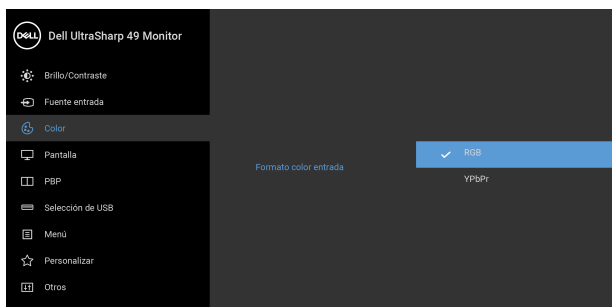 DELL Dell UltraSharp 49 Monitor
Brillo/Contraste
Fuente entrada
Color
Pantalla
PBP
Selección de USB
Menú
Personalizar
Otros
Formato color entrada
RGB
YPbPr